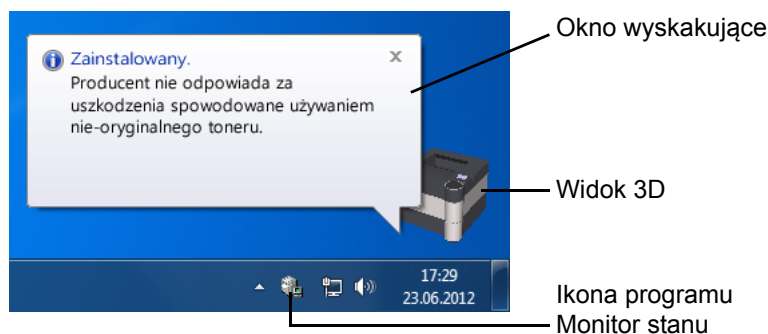 Okno wyskakujące
Zainstalowany.
Producent nie odpowiada za
uszkodzenia spowodowane używaniem
nie-oryginalnego toneru.
Widok 3D
17:29
23.06.2012
Ikona programu
Monitor stanu